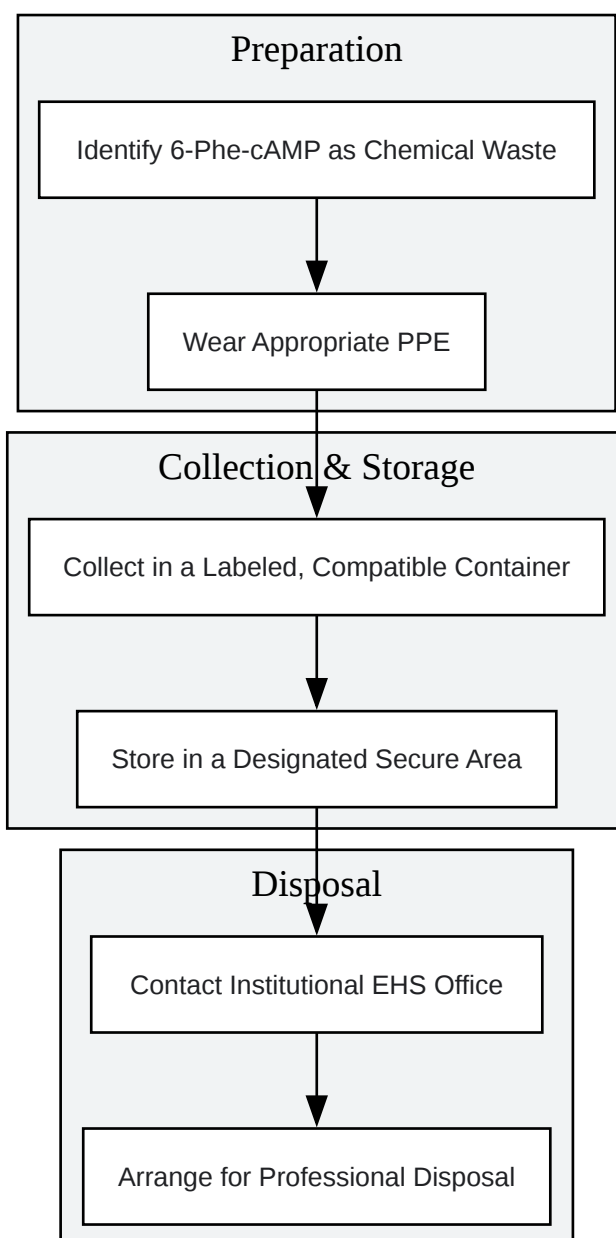 Preparation
Identify 6-Phe-cAMP as Chemical Waste
Wear Appropriate PPE
Collection & Storage
Collect in a Labeled, Compatible Container
Store in a Designated Secure Area
Disposal
Contact Institutional EHS Office
Arrange for Professional Disposal